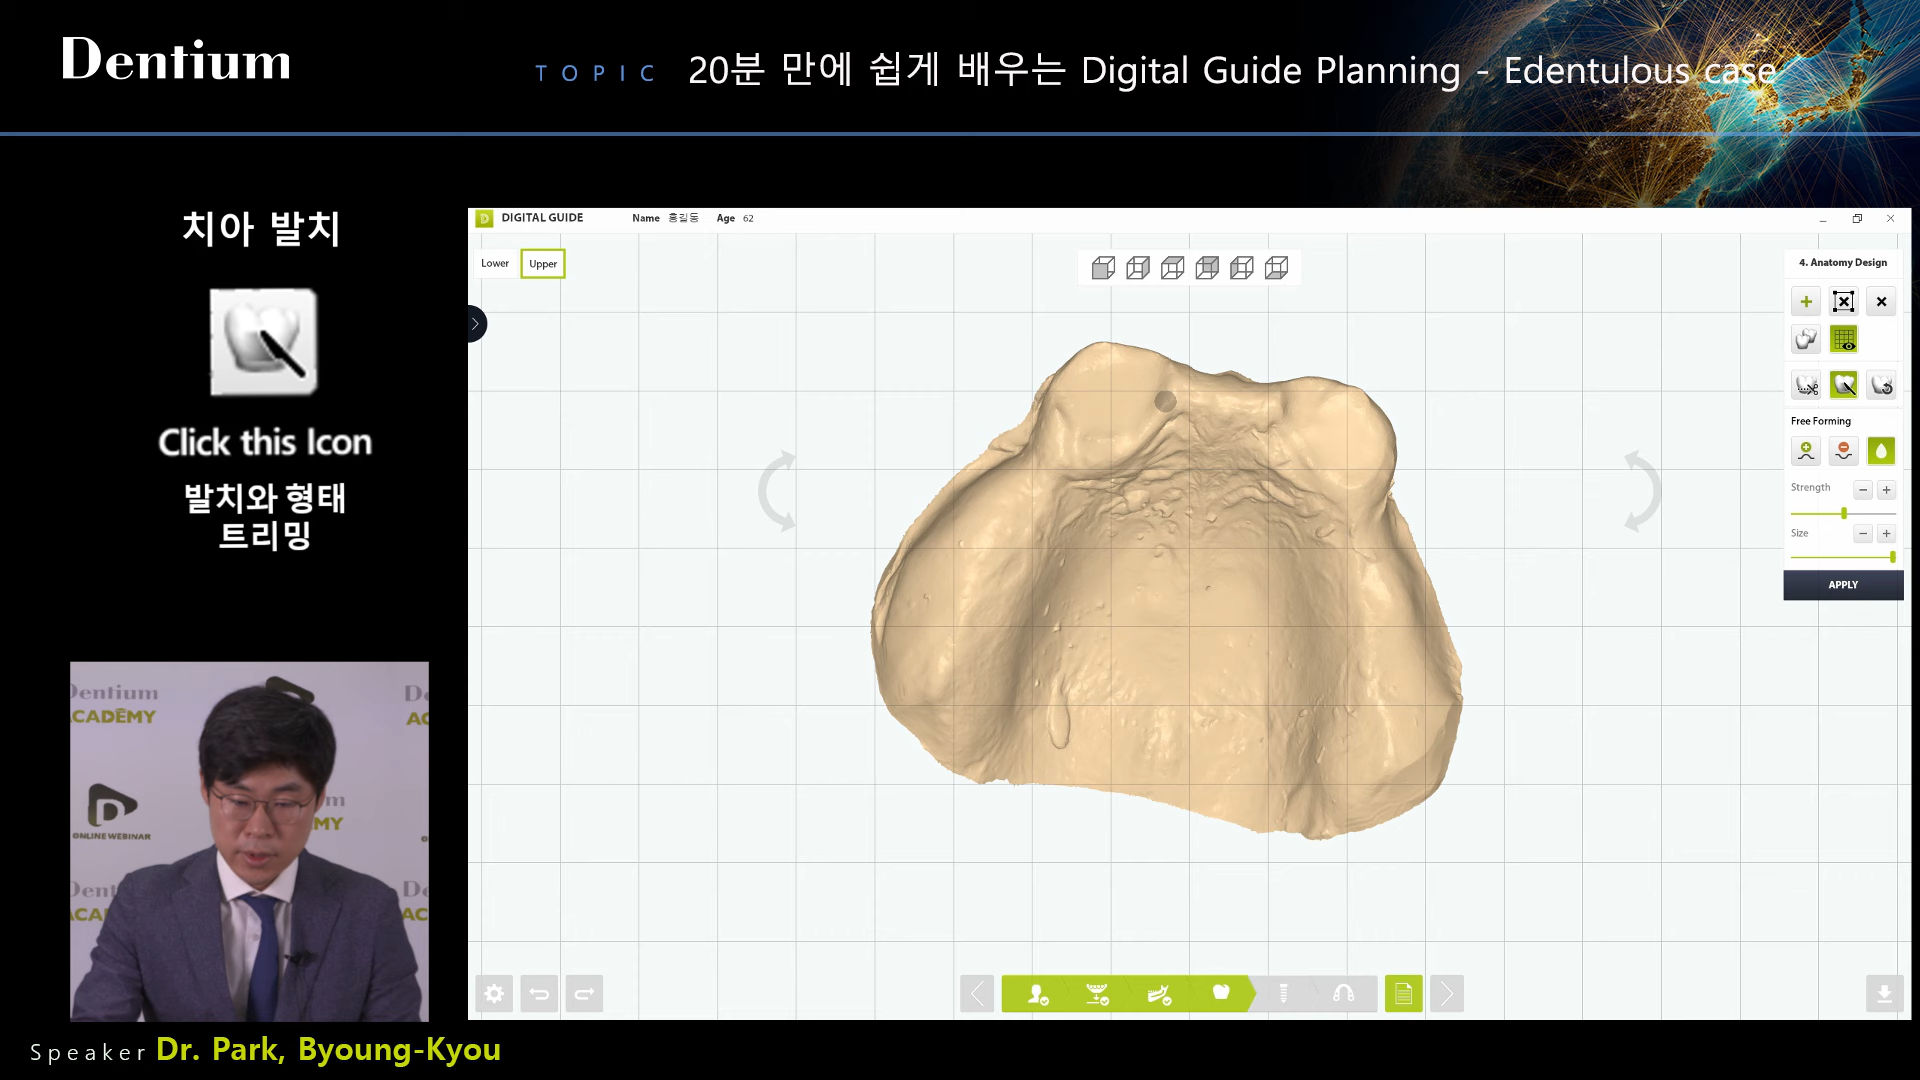 Dentium
TOPIC 20분 만에 쉽게 배우는 Digital Guide Planning - Edentulous case
치아 발치
Click this Icon
발치와 형태
트리밍
DIGITAL GUIDE Name 홍길동 Age 62
Lower Upper
4. Anatomy Design
Free Forming
Strength
Size
APPLY
Dentium
ACADEMY
ONLINE WEBINAR
Speaker Dr. Park, Byoung-Kyou